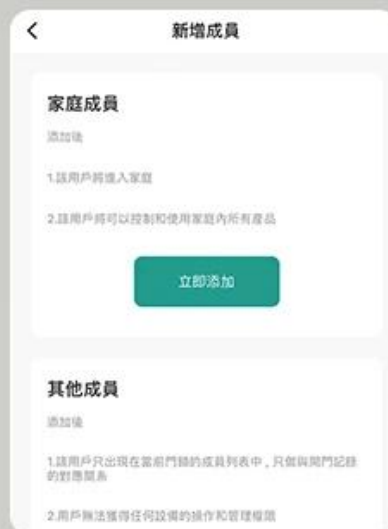 新增成員
家庭成員
添加後
1.該用戶將進入家庭
2.該用戶將可以控制和使用家庭內所有產品
立即添加
其他成員
添加後
1.該用戶只出現在當前門鎖的成員列表中，只做與開門記錄
的對應關系
2.用戶無法獲得任何設備的操作和管理權限